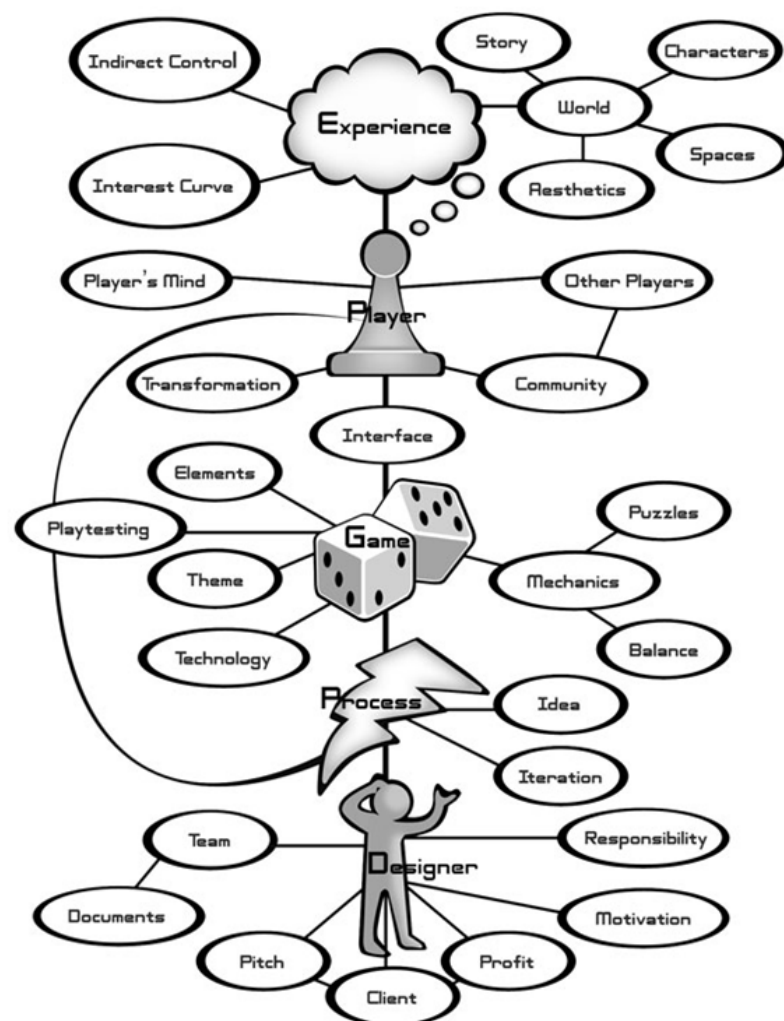 Story
Characters
Indirect Control
World
Experience
Spaces
Interest Curve
Aesthetics
Player's Mind
Other Players
Player
Transformation
Community
Interface
Elements
Puzzles
Playtesting
Game
Theme
Mechanics
Technology
Balance
Process
Idea
Iteration
Team
Responsibility
Designer
Documents
Motivation
Pitch
Profit
Client